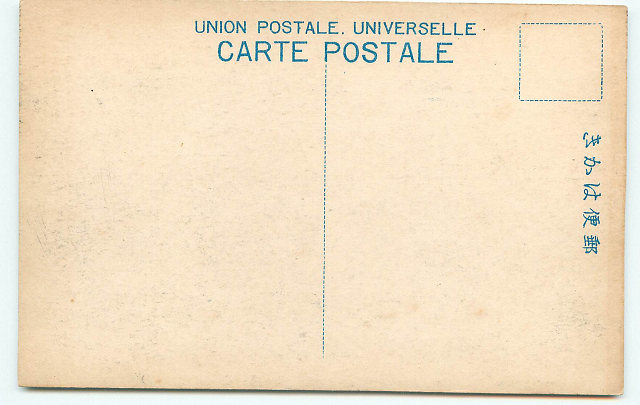 UNION POSTALE. UNIVERSELLE
CARTE POSTALE
郵便はかき